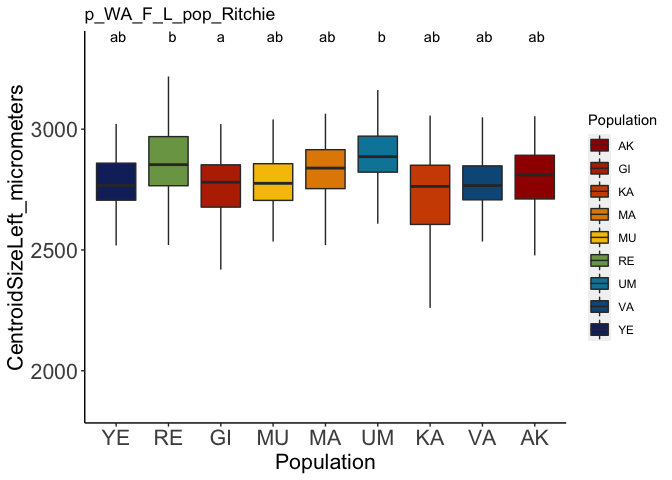 p_WA_F_L_pop_Ritchie
ab b a ab ab b ab ab ab
CentroidSizeLeft_micrometers
3000
2500
2000
YE RE GI MU MA UM KA VA AK
Population
Population
AK
GI
KA
MA
MU
RE
UM
VA
YE